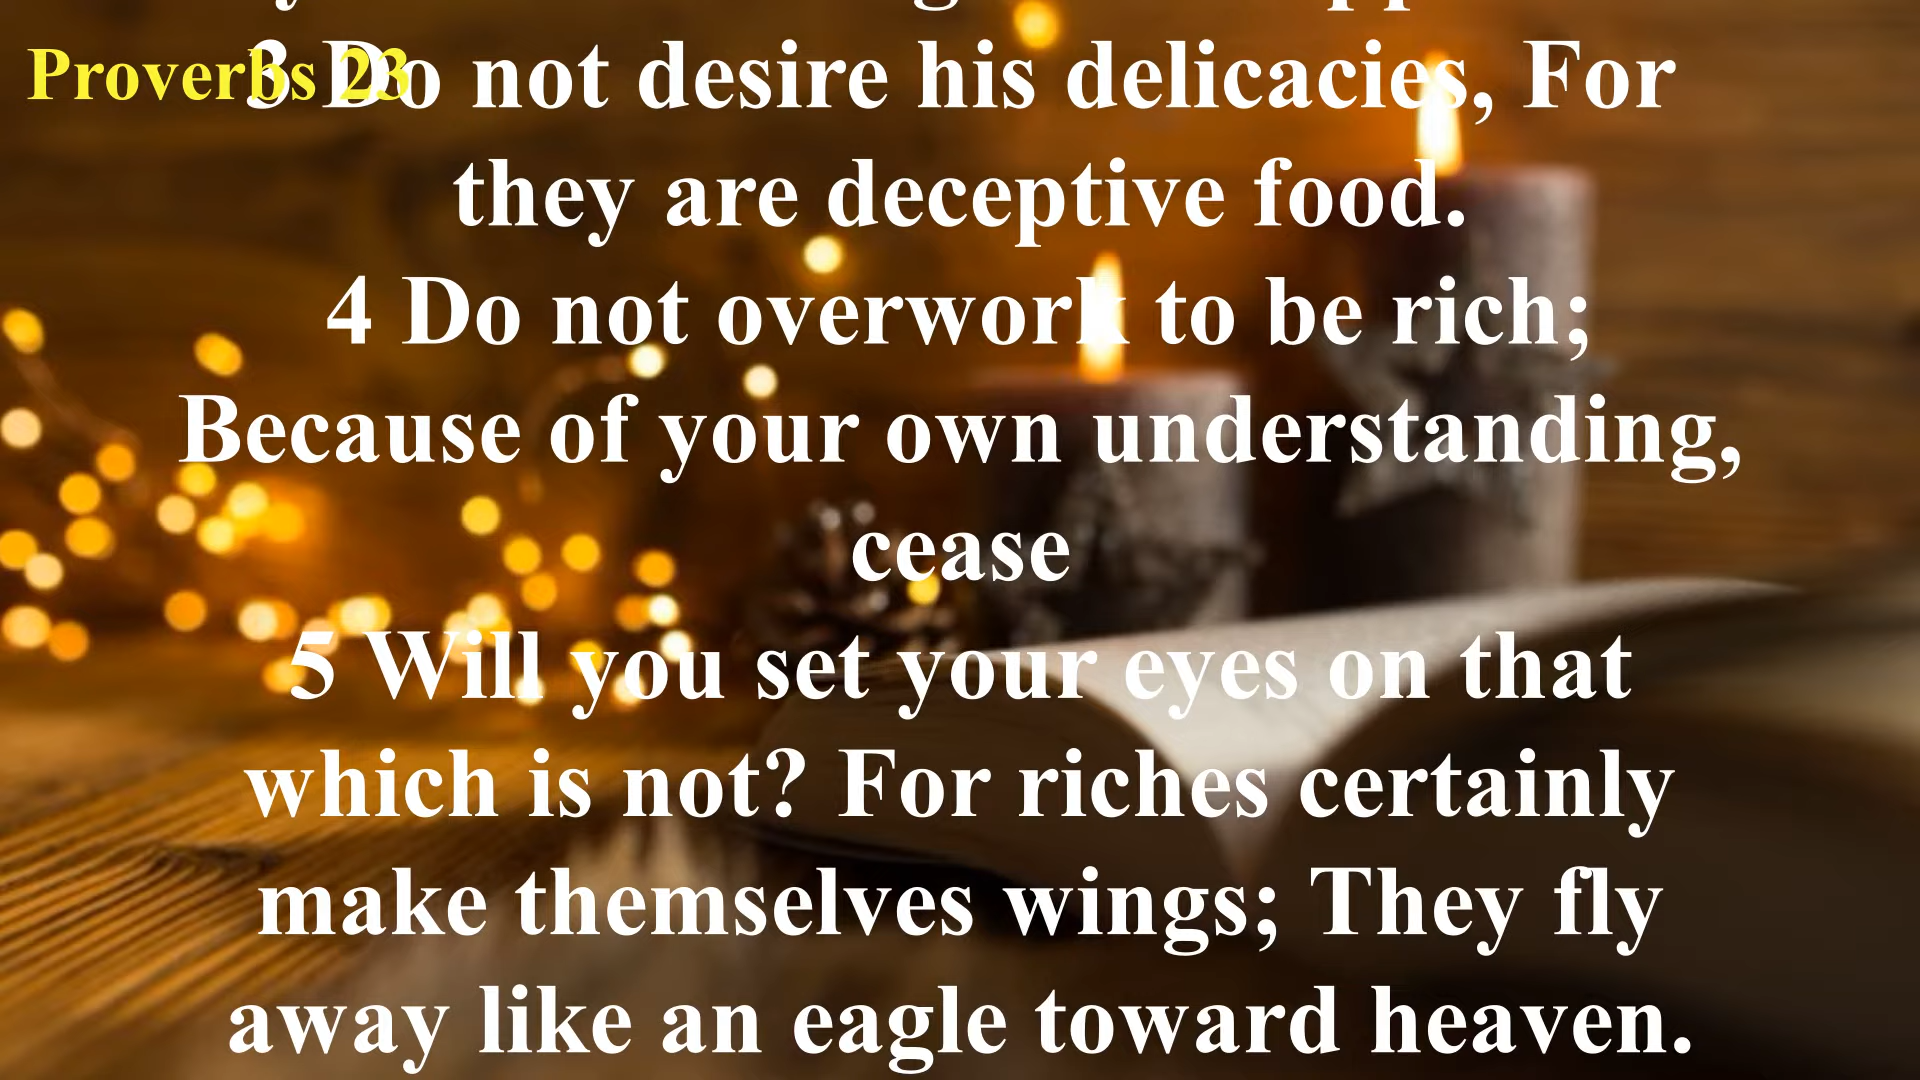 Proverbs 23
3 Do not desire his delicacies, For
they are deceptive food.
4 Do not overwork to be rich;
Because of your own understanding,
cease
5 Will you set your eyes on that
which is not? For riches certainly
make themselves wings; They fly
away like an eagle toward heaven.